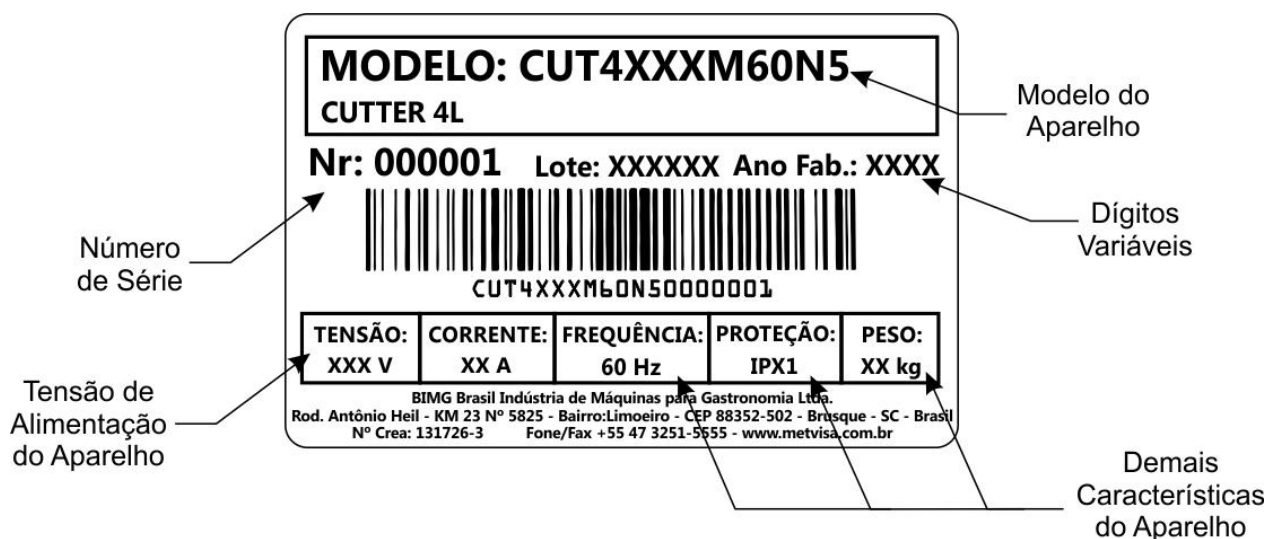 MODELO: CUT4XXXM60N5
CUTTER 4L
Modelo do
Aparelho
Nr: 000001 Lote: XXXXXX Ano Fab.: XXXX
Dígitos
Variáveis
Número
de Série
CUT4XXXM60N50000001
TENSÃO: CORRENTE: FREQUÊNCIA: PROTEÇÃO: PESO:
XXX V XX A 60 Hz IPX1 XX kg
Tensão de
Alimentação
do Aparelho
BIMG Brasil Indústria de Máquinas para Gastronomia Ltda.
Rod. Antônio Heil - KM 23 Nº 5825 - Bairro:Limoeiro - CEP 88352-502 - Brusque - SC - Brasil
Nº Crea: 131726-3 Fone/Fax +55 47 3251-5555 - www.metvisa.com.br
Demais
Características
do Aparelho